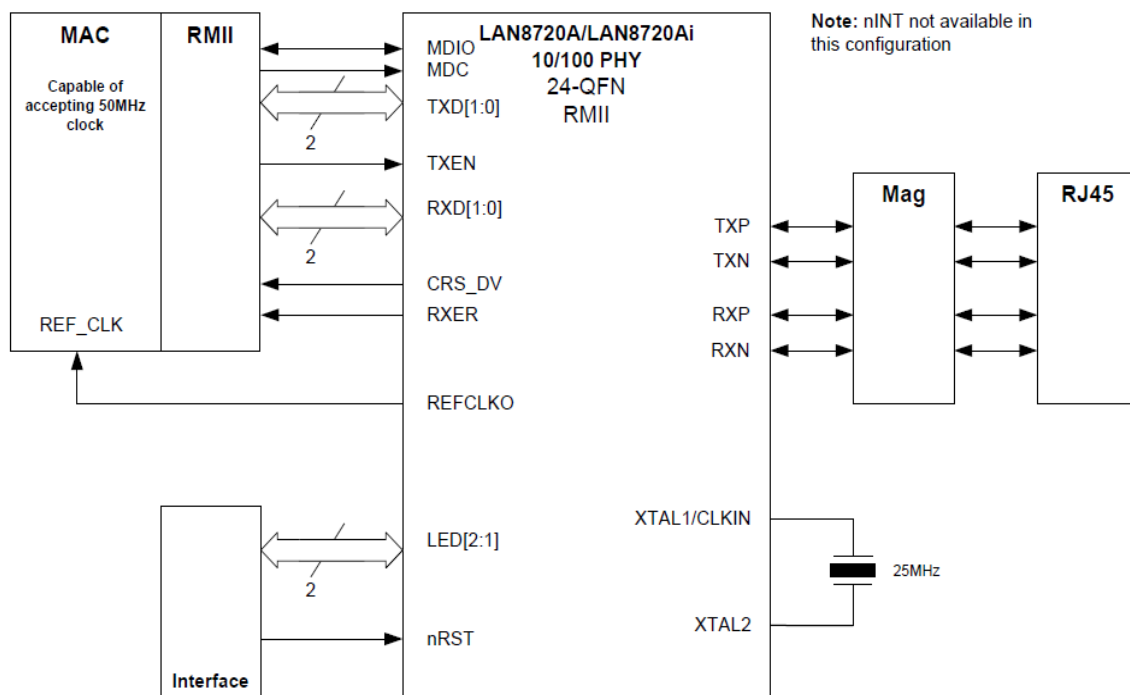 MAC
RMII
Capable of
accepting 50MHz
clock
REF_CLK
2
2
LAN8720A/LAN8720Ai
10/100 PHY
24-QFN
RMII
MDIO
MDC
TXD[1:0]
TXEN
RXD[1:0]
CRS_DV
RXER
REFCLKO
LED[2:1]
nRST
2
Interface
TXP
TXN
RXP
RXN
XTAL1/CLKIN
XTAL2
25MHz
Mag
RJ45
Note: nINT not available in
this configuration